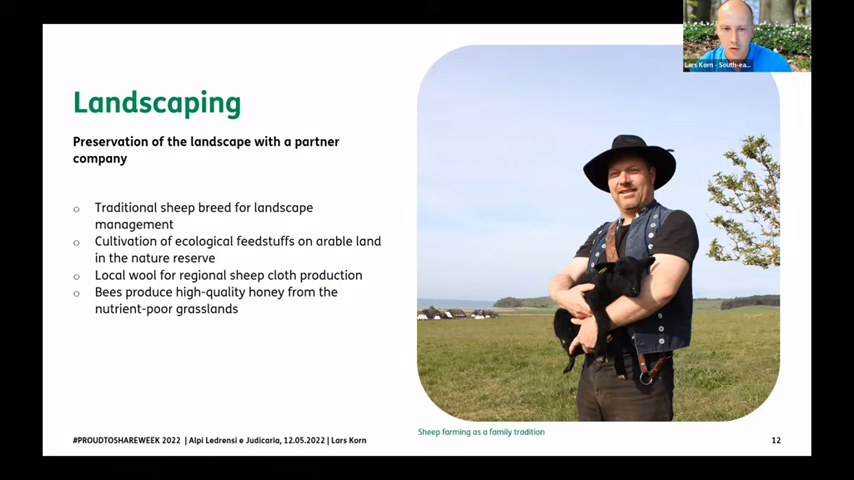 Lars Korn - South-ea...
Landscaping
Preservation of the landscape with a partner
company
o Traditional sheep breed for landscape
management
o Cultivation of ecological feedstuffs on arable land
in the nature reserve
o Local wool for regional sheep cloth production
o Bees produce high-quality honey from the
nutrient-poor grasslands
Sheep farming as a family tradition
#PROUDTOSHAREWEEK 2022 | Alpi Ledrensi e Judicaria, 12.05.2022 | Lars Korn
12